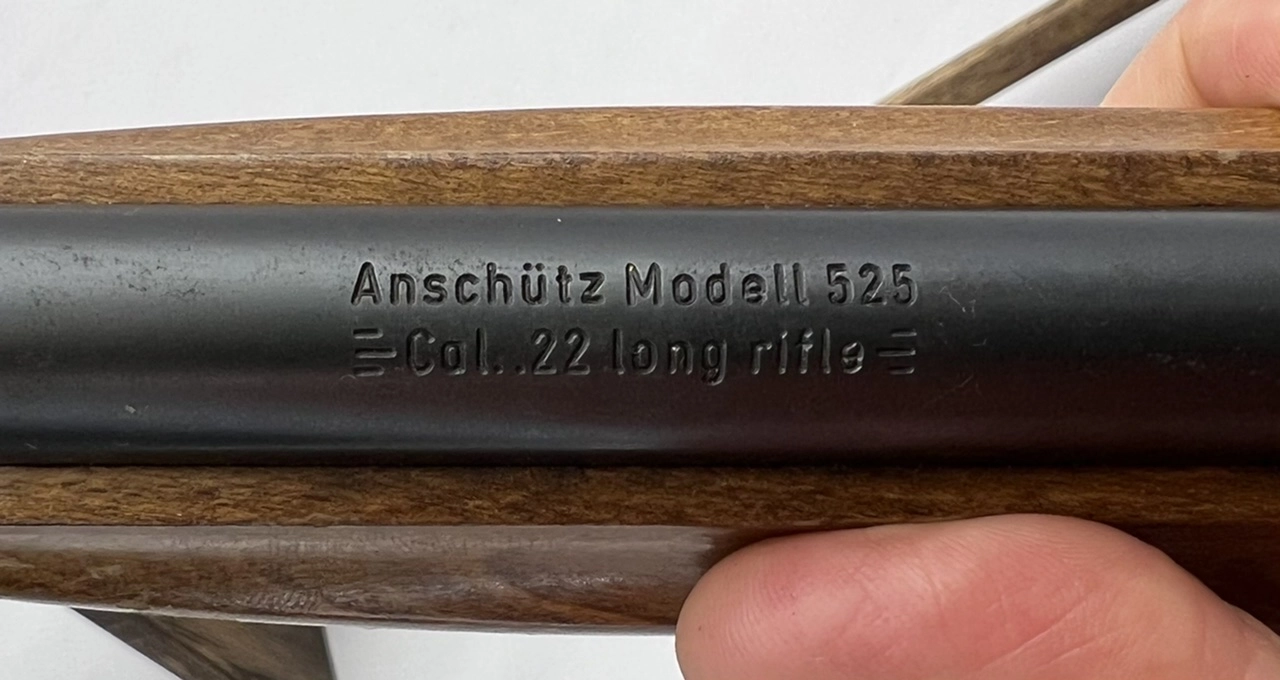 Anschütz Modell 525
Cal. .22 long rifle